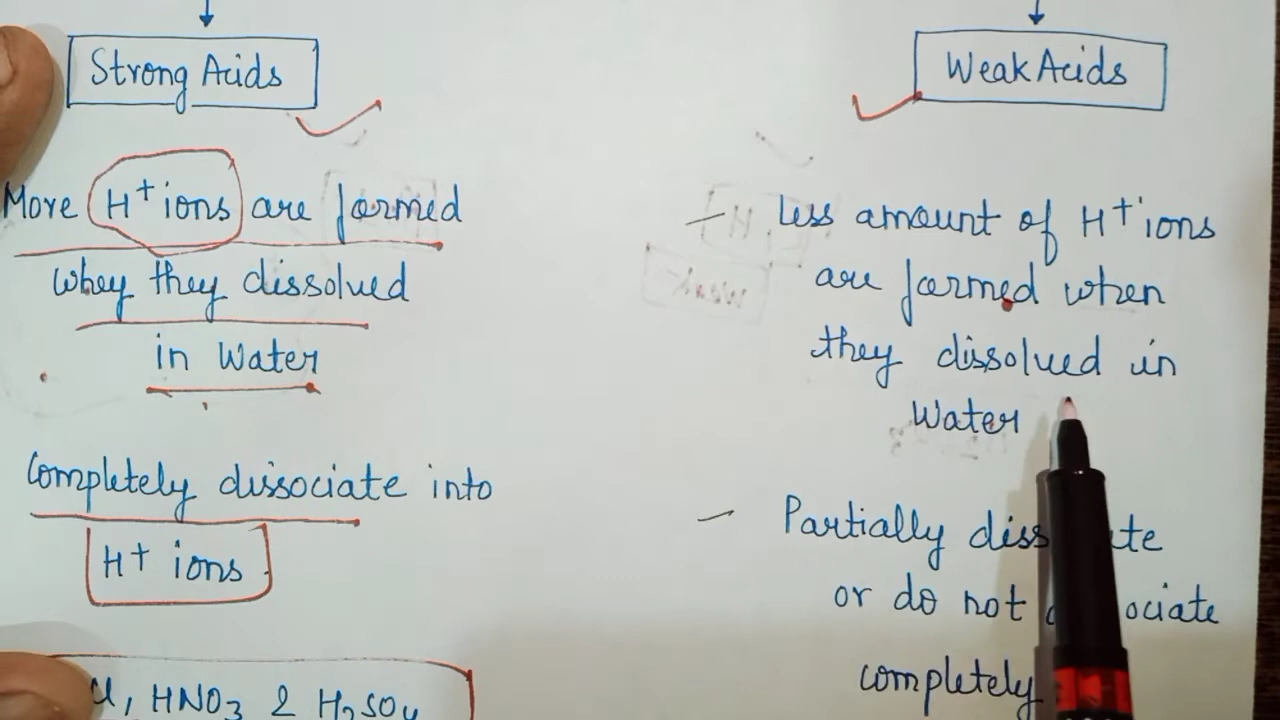 Strong Acids
More H+ ions are formed
whey they dissolved
in Water
Completely dissociate into
H+ ions
HNO3 & H2SO4
Weak Acids
- less amount of H+ ions
are formed when
they dissolved in
Water
- Partially
or do not
completely